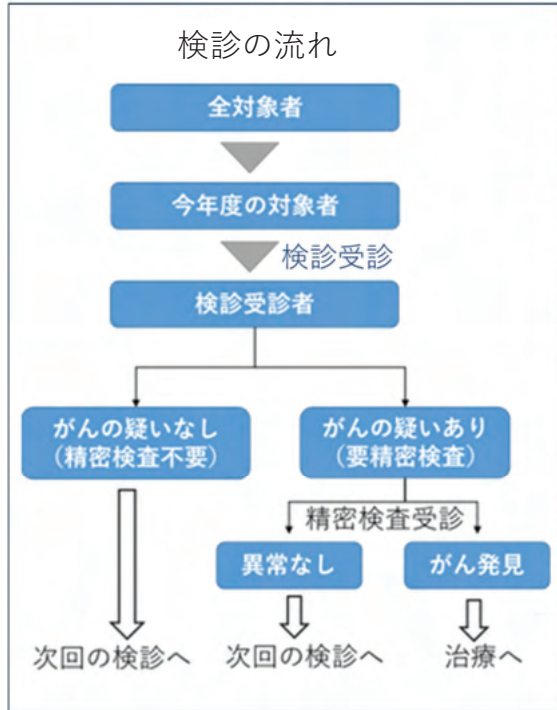 検診の流れ
全対象者
今年度の対象者
検診受診
検診受診者
がんの疑いなし
(精密検査不要)
がんの疑いあり
(要精密検査)
精密検査受診
異常なし
がん発見
次回の検診へ
次回の検診へ
治療へ